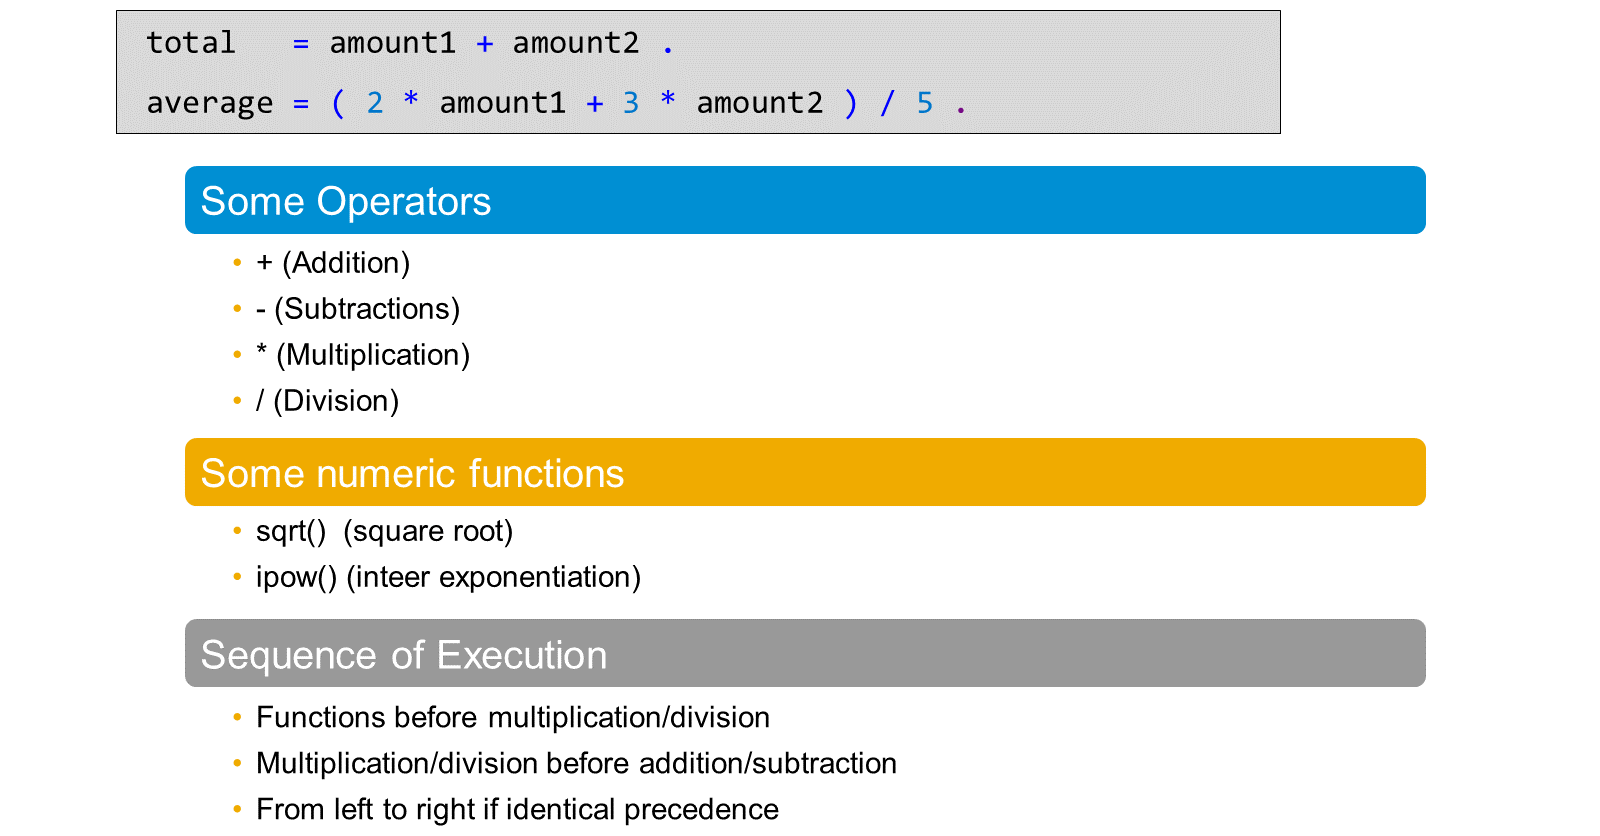 total   = amount1 + amount2 .
average = ( 2 * amount1 + 3 * amount2 ) / 5 .
Some Operators
• + (Addition)
• - (Subtractions)
• * (Multiplication)
• / (Division)
Some numeric functions
• sqrt()  (square root)
• ipow() (inteer exponentiation)
Sequence of Execution
• Functions before multiplication/division
• Multiplication/division before addition/subtraction
• From left to right if identical precedence